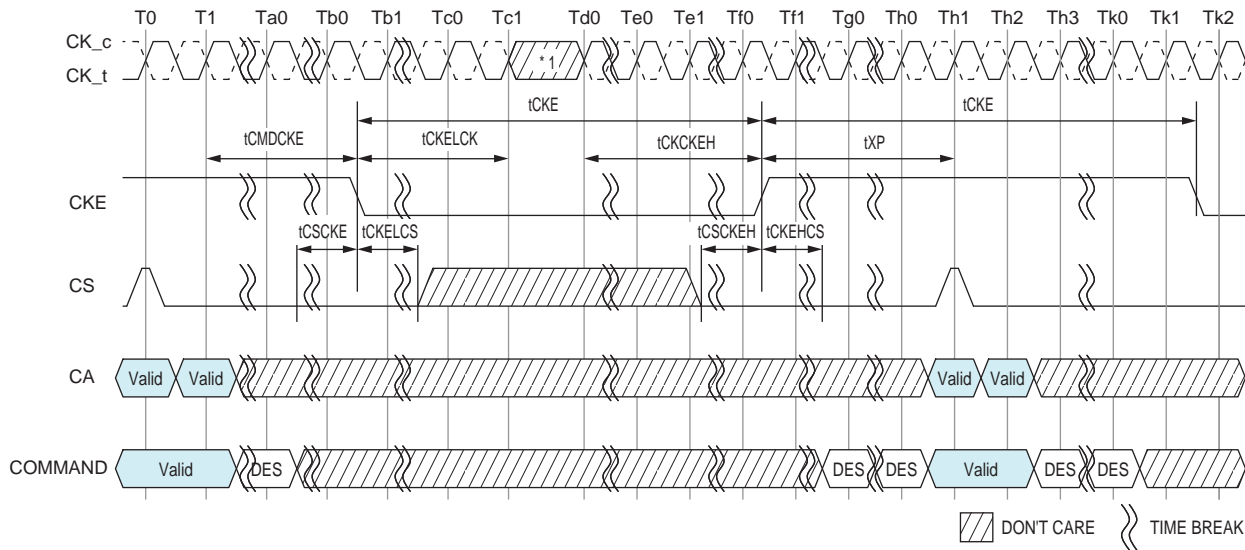 T0 T1 Ta0 Tb0 Tb1 Tc0 Tc1 Td0 Te0 Te1 Tf0 Tf1 Tg0 Th0 Th1 Th2 Th3 Tk0 Tk1 Tk2
CK_c
* 1
CK_t
tCKE tCKE
tCMDCKE tCKELCK tCKCKEH tXP
CKE
tCSCKE tCKELCS tCSCKEH tCKEHCS
CS
CA Valid Valid Valid Valid
COMMAND Valid DES DES DES Valid DES DES
DON'T CARE TIME BREAK